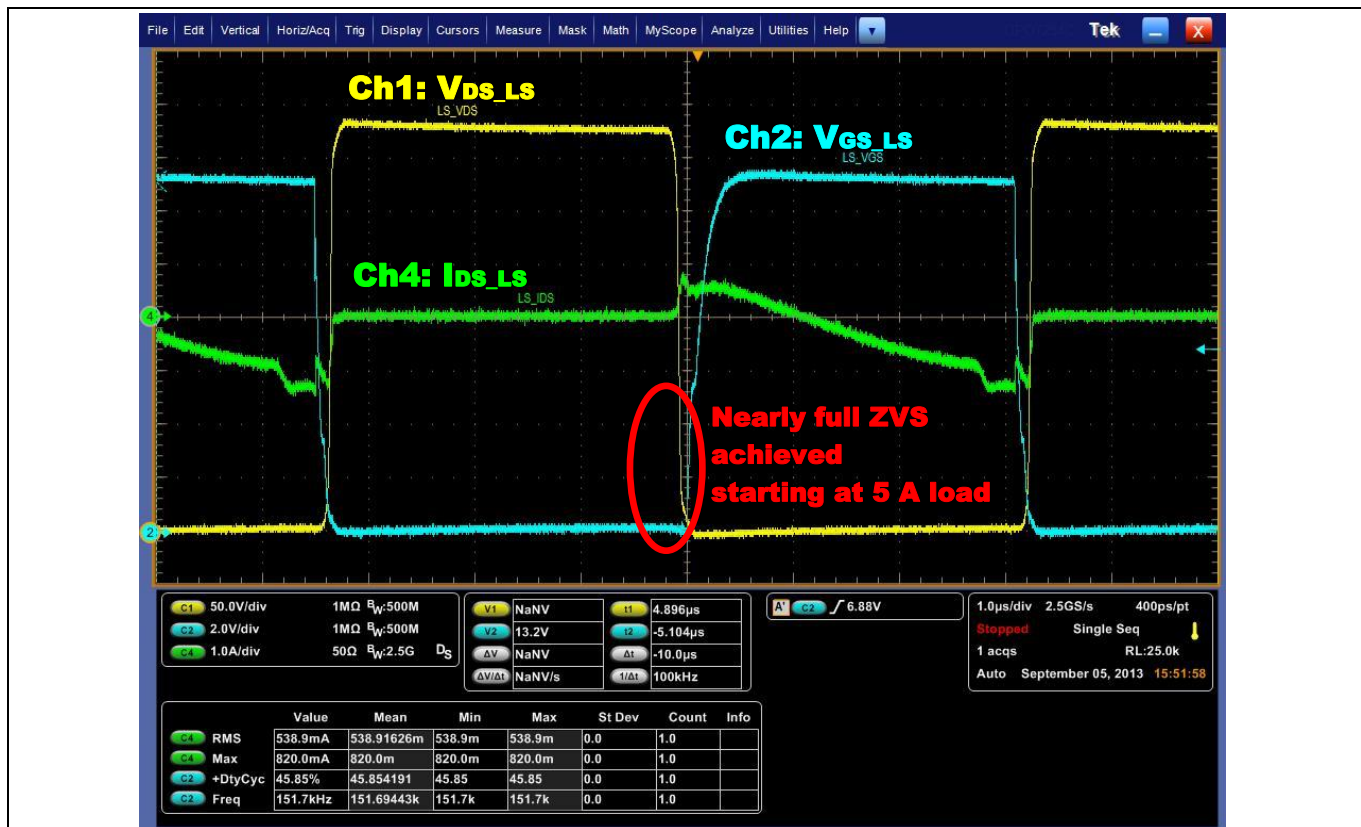 File Edit Vertical Horiz/Acq Trig Display Cursors Measure Mask Math MyScope Analyze Utilities Help Tek X
Ch1: VDS_LS
LS_VDS
Ch2: VGS_LS
LS_VGS
Ch4: IDS_LS
LS_IDS
4
Nearly full ZVS
achieved
starting at 5 A load
2
C1 50.0V/div 1MΩ BW:500M
C2 2.0V/div 1MΩ BW:500M
C4 1.0A/div 50Ω BW:2.5G DS
V1 NaNV t1 4.896µs
V2 13.2V t2 -5.104µs
ΔV NaNV Δt -10.0µs
ΔV/Δt NaNV/s 1/Δt 100kHz
A' C2 6.88V
1.0µs/div 2.5GS/s 400ps/pt
Stopped Single Seq
1 acqs RL:25.0k
Auto September 05, 2013 15:51:58
Value Mean Min Max St Dev Count Info
C4 RMS 538.9mA 538.91626m 538.9m 538.9m 0.0 1.0
C4 Max 820.0mA 820.0m 820.0m 820.0m 0.0 1.0
C2 +DtyCyc 45.85% 45.854191 45.85 45.85 0.0 1.0
C2 Freq 151.7kHz 151.69443k 151.7k 151.7k 0.0 1.0